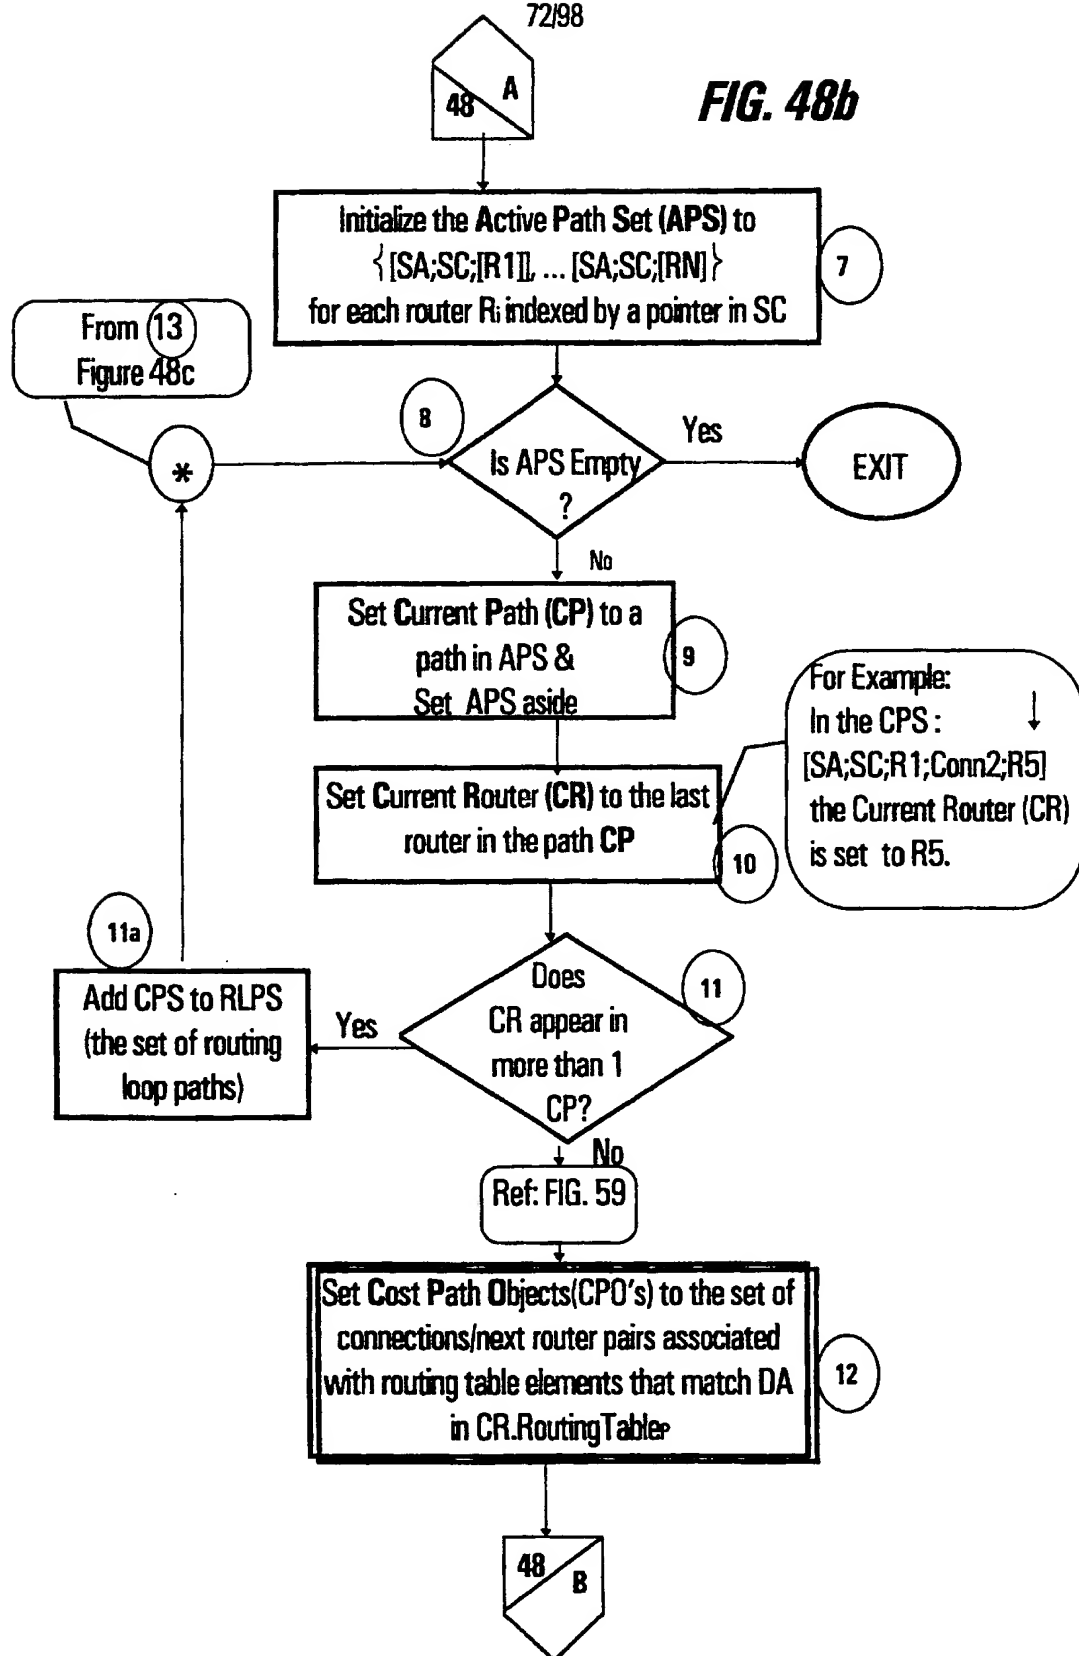 72/98
48 A
FIG. 48b
Initialize the Active Path Set (APS) to
{[SA;SC;[R1]], ... [SA;SC;[RN]}
for each router Ri indexed by a pointer in SC
7
From 13
Figure 48c
*
8
Is APS Empty
?
Yes
EXIT
No
Set Current Path (CP) to a
path in APS &
Set APS aside
9
Set Current Router (CR) to the last
router in the path CP
10
For Example:
In the CPS :
[SA;SC;R1;Conn2;R5]
the Current Router (CR)
is set to R5.
11a
Add CPS to RLPS
(the set of routing
loop paths)
Yes
Does
CR appear in
more than 1
CP?
11
No
Ref: FIG. 59
Set Cost Path Objects(CPO's) to the set of
connections/next router pairs associated
with routing table elements that match DA
in CR.RoutingTableP
12
48 B